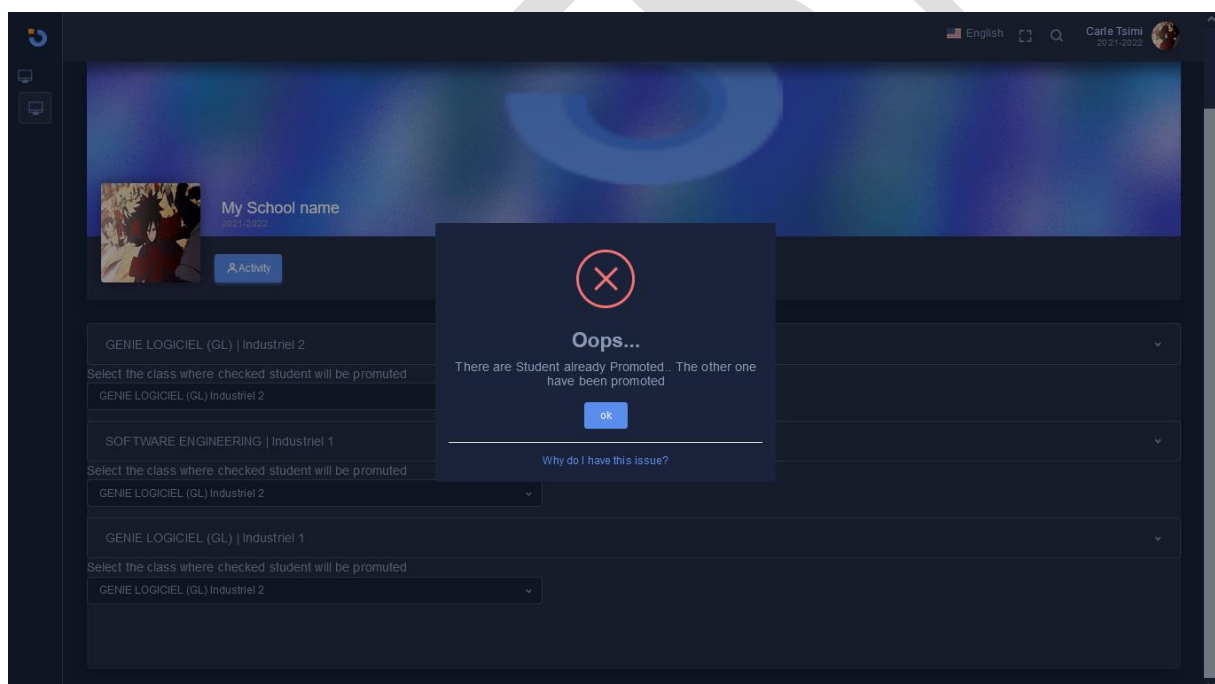 English
Carle Tsimi
2021-2022
My School name
2021-2022
Activity
GENIE LOGICIEL (GL) | Industriel 2
Select the class where checked student will be promuted
GENIE LOGICIEL (GL) Industriel 2
SOFTWARE ENGINEERING | Industriel 1
Select the class where checked student will be promuted
GENIE LOGICIEL (GL) Industriel 2
GENIE LOGICIEL (GL) | Industriel 1
Select the class where checked student will be promuted
GENIE LOGICIEL (GL) Industriel 2
Oops...
There are Student already Promoted.. The other one
have been promoted
ok
Why do I have this issue?